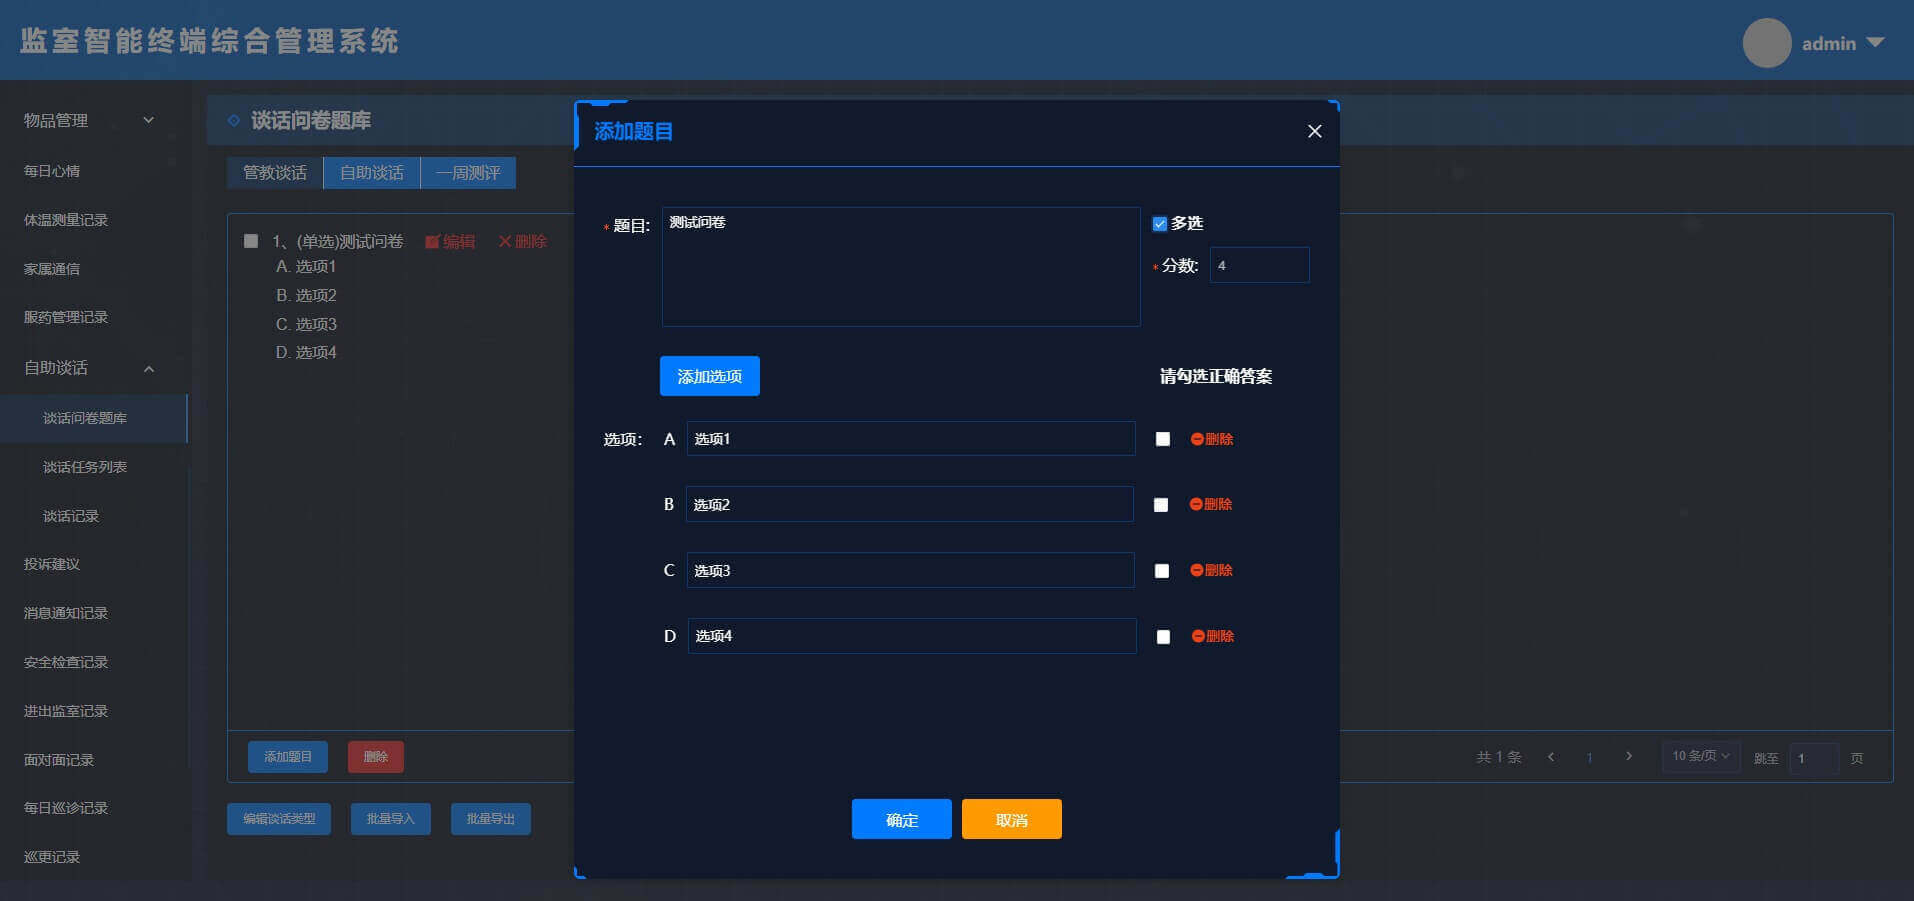 监室智能终端综合管理系统
admin
物品管理
每日心情
体温测量记录
家属通信
服药管理记录
自助谈话
谈话问卷题库
谈话任务列表
谈话记录
投诉建议
消息通知记录
安全检查记录
进出监室记录
面对面记录
每日巡诊记录
巡更记录
谈话问卷题库
管教谈话 自助谈话 一周测评
1、(单选)测试问卷 编辑 删除
A. 选项1
B. 选项2
C. 选项3
D. 选项4
添加题目 删除
共 1 条 1 10 条/页 跳至 1 页
编辑谈话类型 批量导入 批量导出
添加题目
* 题目: 测试问卷
多选
* 分数: 4
添加选项 请勾选正确答案
选项: A 选项1 删除
B 选项2 删除
C 选项3 删除
D 选项4 删除
确定 取消